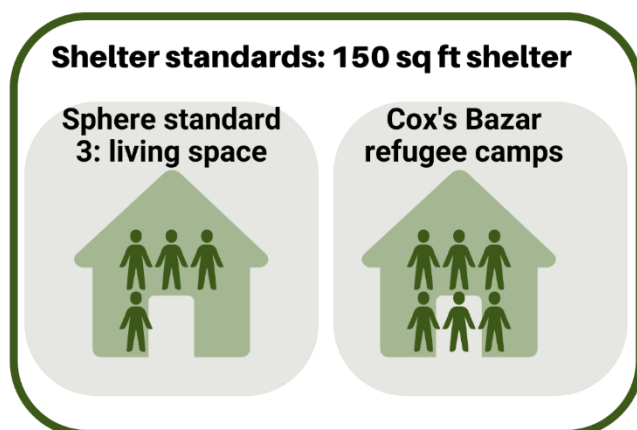 Shelter standards: 150 sq ft shelter
Sphere standard
3: living space
Cox's Bazar
refugee camps